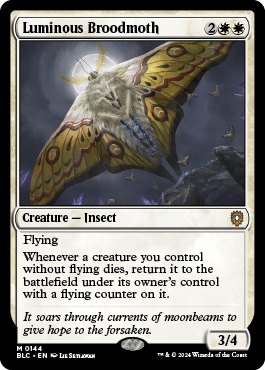 Luminous Broodmoth 2
Creature — Insect
Flying
Whenever a creature you control
without flying dies, return it to the
battlefield under its owner's control
with a flying counter on it.
It soars through currents of moonbeams to
give hope to the forsaken.
3/4
M 0144
BLC • EN Lie Setiawan
™ & © 2024 Wizards of the Coast